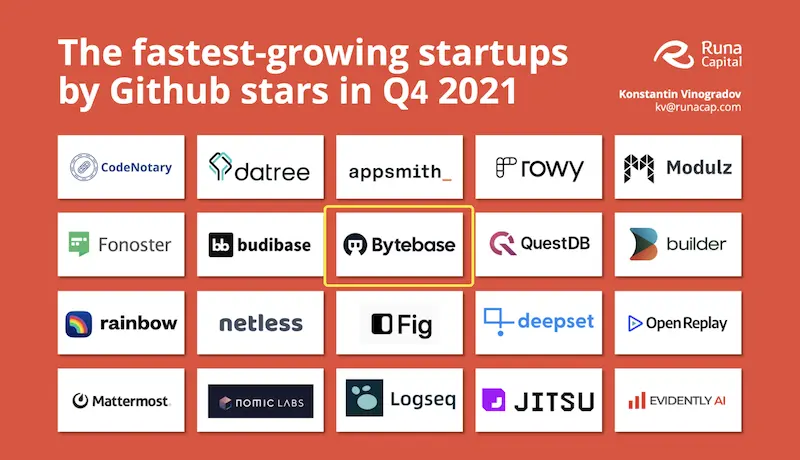 The fastest-growing startups
by Github stars in Q4 2021
Runa
Capital
Konstantin Vinogradov
kv@runacap.com
CodeNotary
datree
appsmith_
rowy
Modulz
Fonoster
bb budibase
Bytebase
QuestDB
builder
rainbow
netless
Fig
deepset
OpenReplay
Mattermost
NOMIC LABS
Logseq
JITSU
EVIDENTLY AI